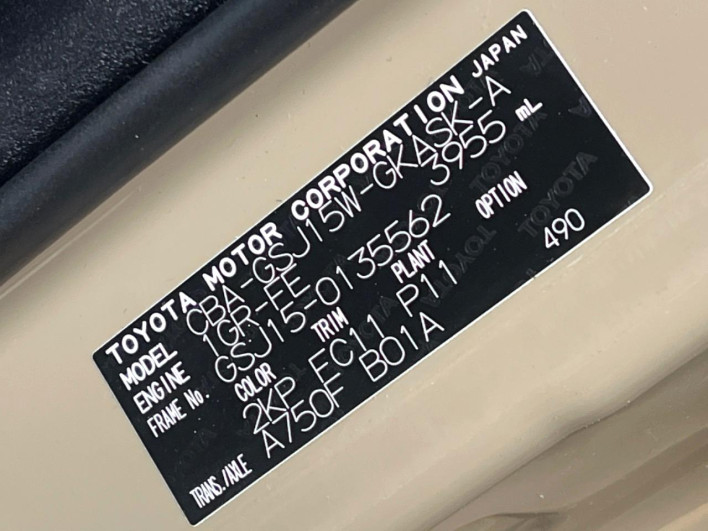 TOYOTA MOTOR CORPORATION JAPAN
MODEL CBA-GSJ15W-GKASK-A
ENGINE 1GR-FE 3955 mL
FRAME No. GSJ15-0135562
COLOR TRIM PLANT OPTION
2KP FC11 P11 490
TRANS./AXLE A750F B01A